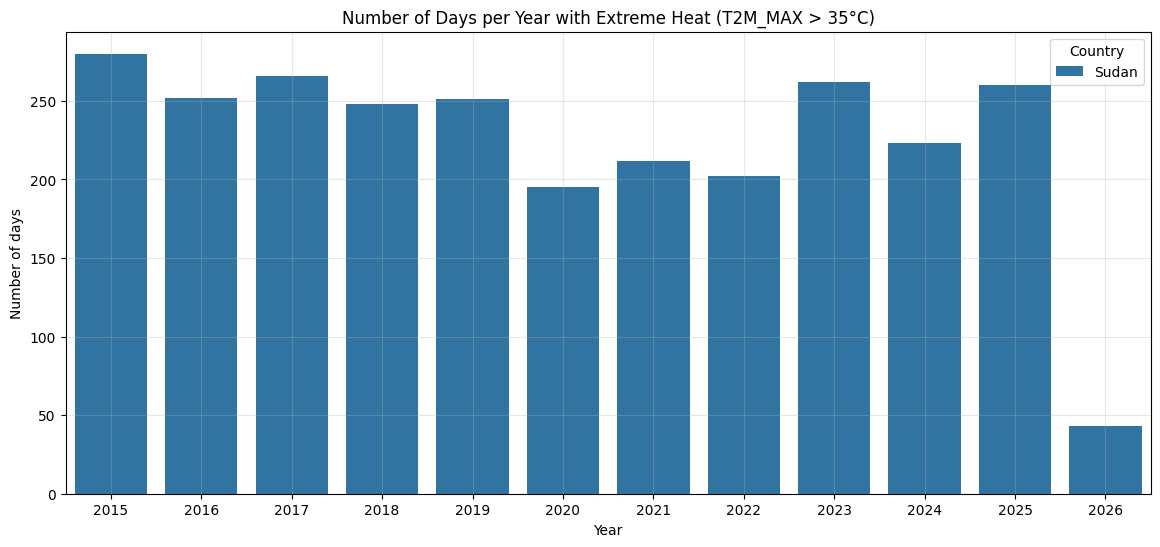 Number of Days per Year with Extreme Heat (T2M_MAX > 35°C)
Country
Sudan
Number of days
250
200
150
100
50
0
2015 2016 2017 2018 2019 2020 2021 2022 2023 2024 2025 2026
Year